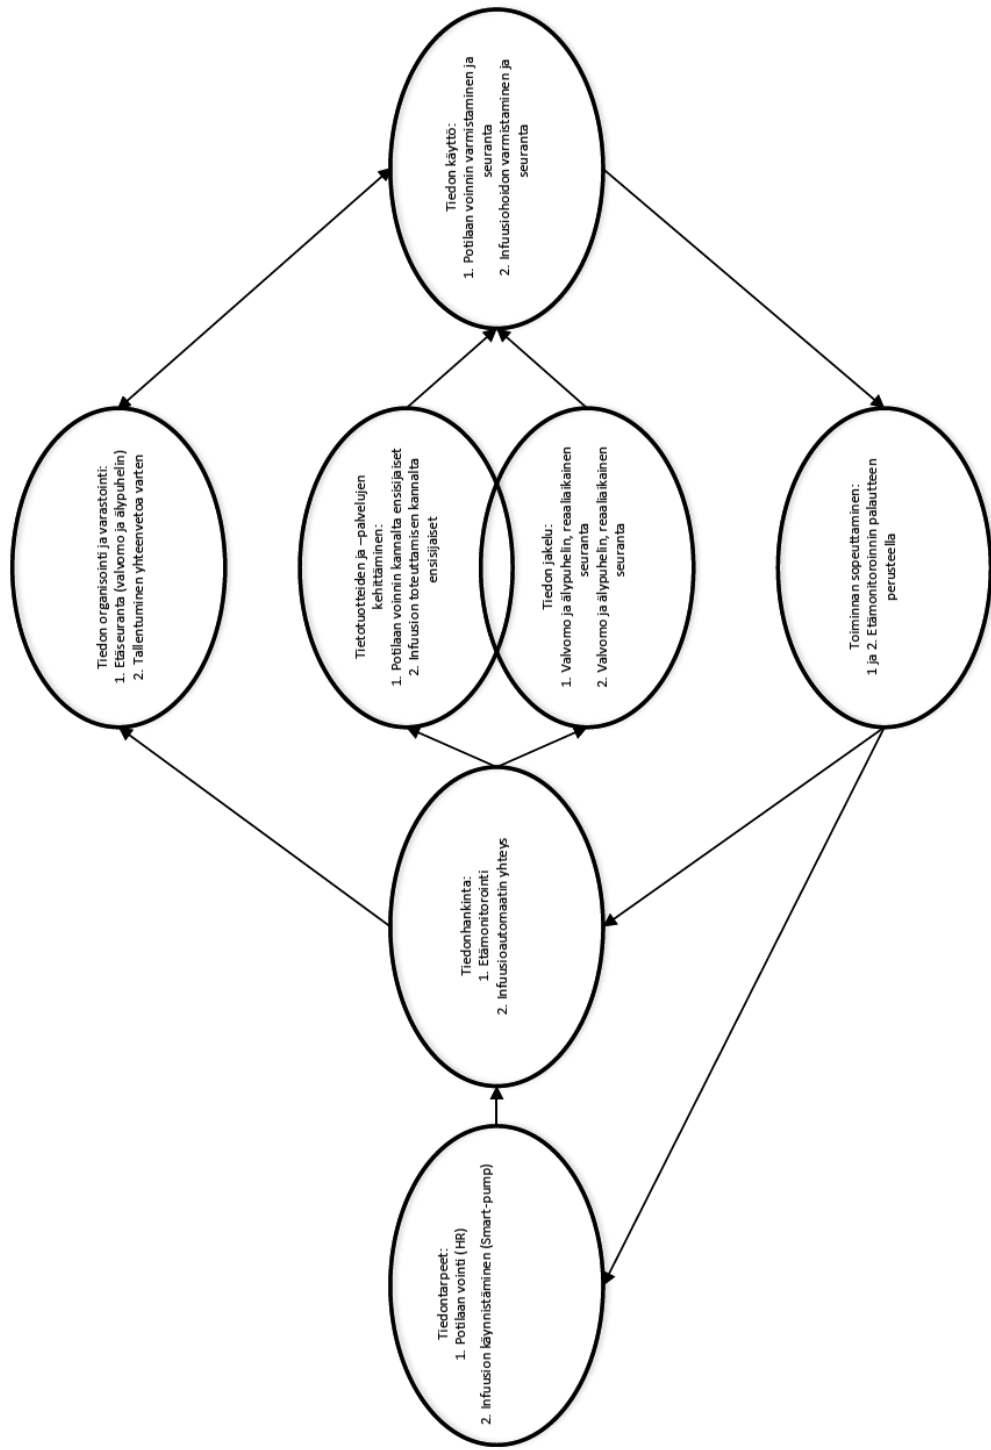 Tiedontarpeet:
1. Potilaan vointi (HR)
2. Infuusion käynnistäminen (Smart-pump)
Tiedonhankinta:
1. Etämonitorointi
2. Infuusioautomaatin yhteys
Tiedon organisointi ja varastointi:
1. Etäseuranta (valvomo ja älypuhelin)
2. Tallentuminen yhteenvetoa varten
Tietotuotteiden ja –palvelujen
kehittäminen:
1. Potilaan voinnin kannalta ensisijaiset
2. Infuusion toteuttamisen kannalta
ensisijaiset
Tiedon jakelu:
1. Valvomo ja älypuhelin, reaaliaikainen
seuranta
2. Valvomo ja älypuhelin, reaaliaikainen
seuranta
Toiminnan sopeuttaminen:
1 ja 2. Etämonitoroinnin palautteen
perusteella
Tiedon käyttö:
1. Potilaan voinnin varmistaminen ja
seuranta
2. Infuusiohoidon varmistaminen ja
seuranta